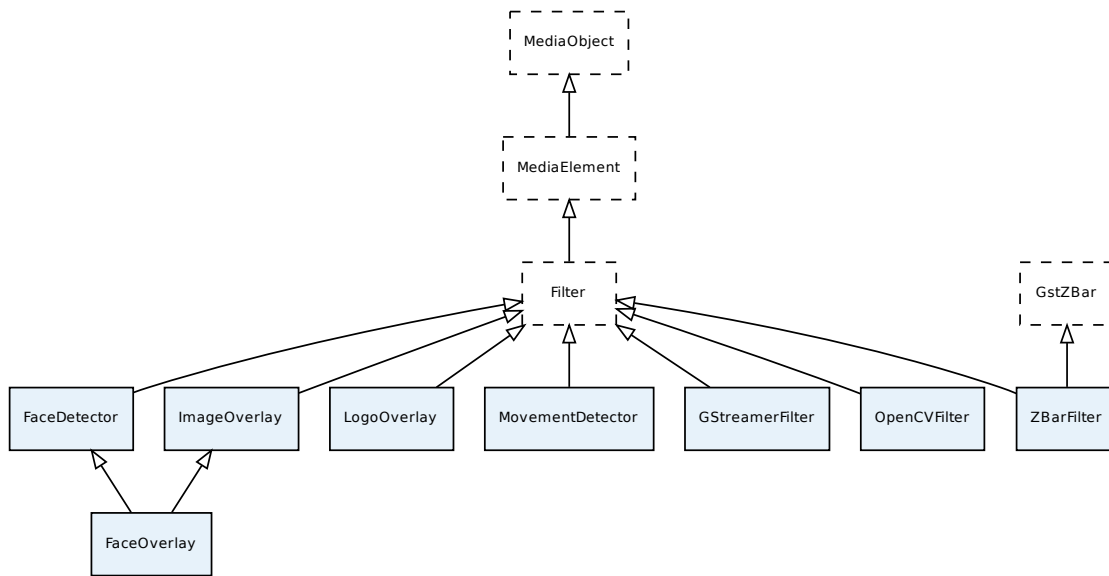 MediaObject
MediaElement
Filter
GstZBar
FaceDetector
ImageOverlay
LogoOverlay
MovementDetector
GStreamerFilter
OpenCVFilter
ZBarFilter
FaceOverlay